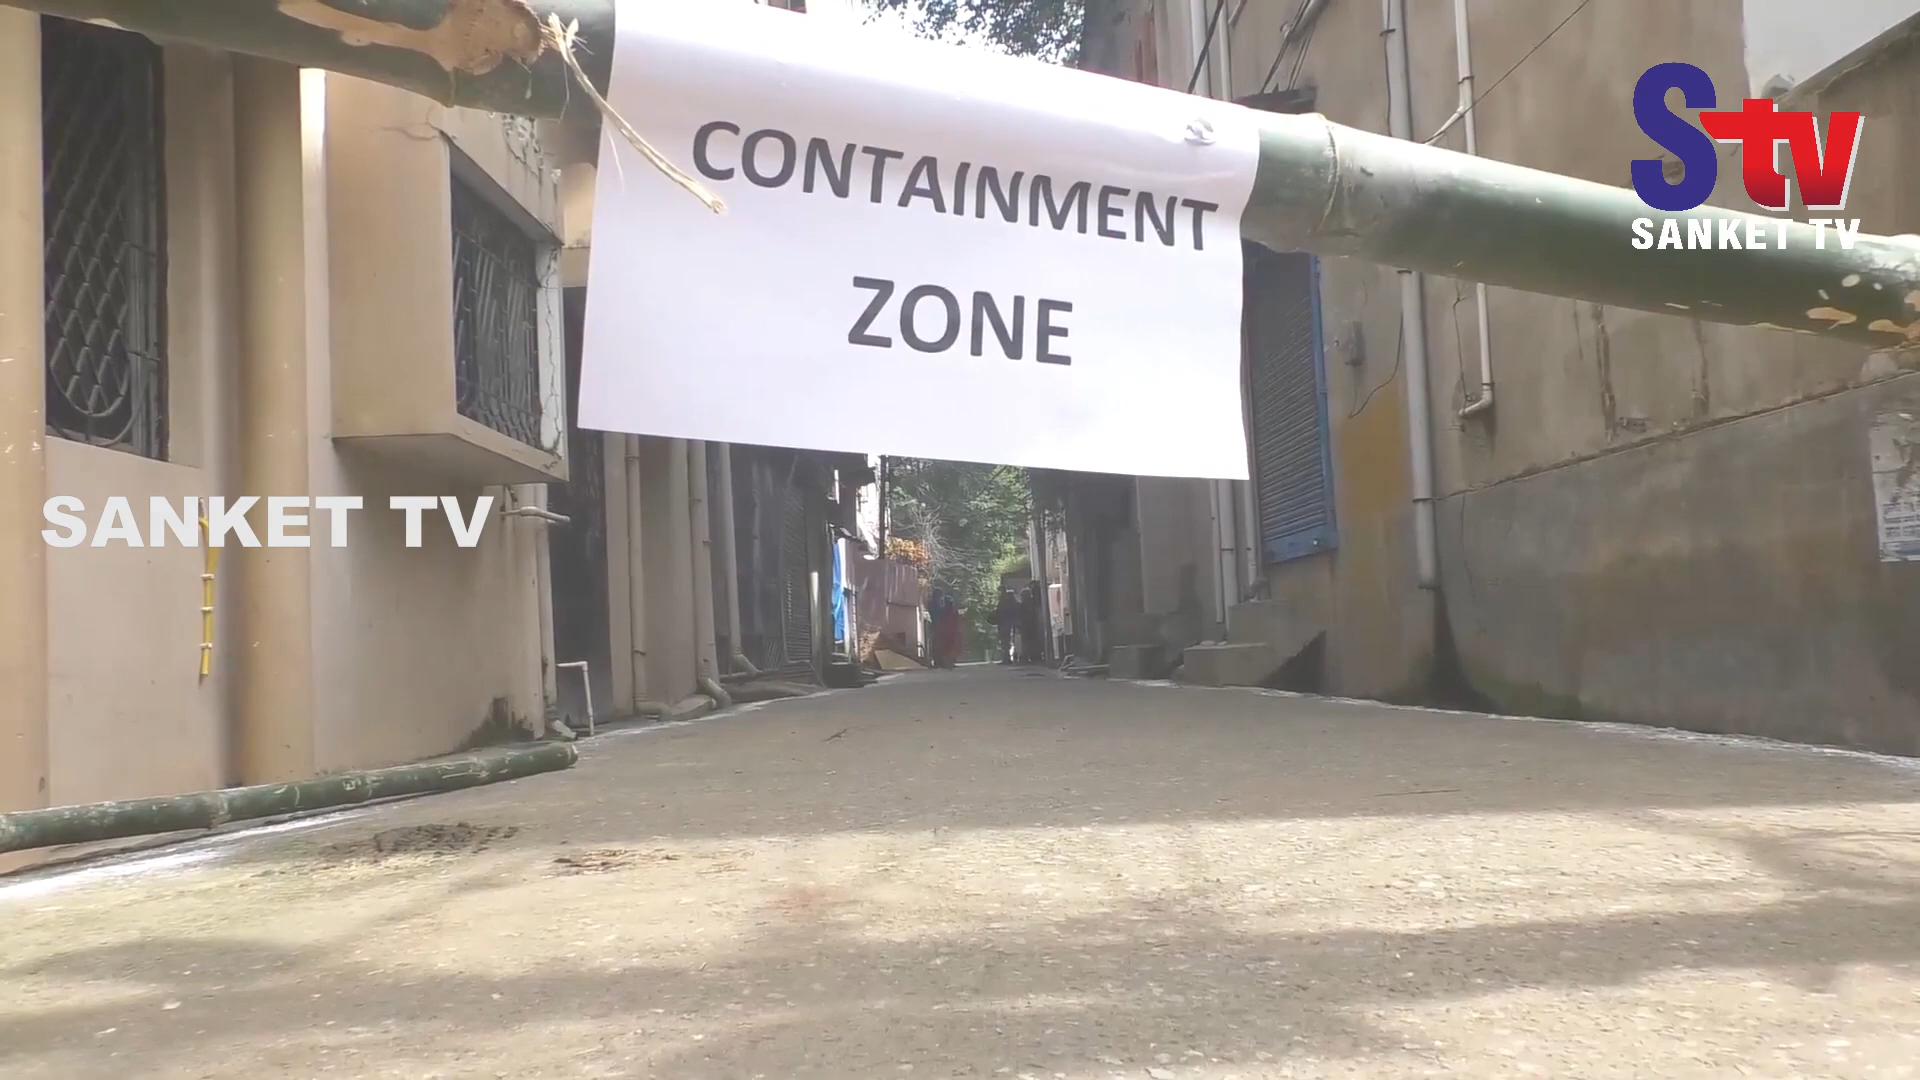 CONTAINMENT
ZONE
STV
SANKET TV
SANKET TV